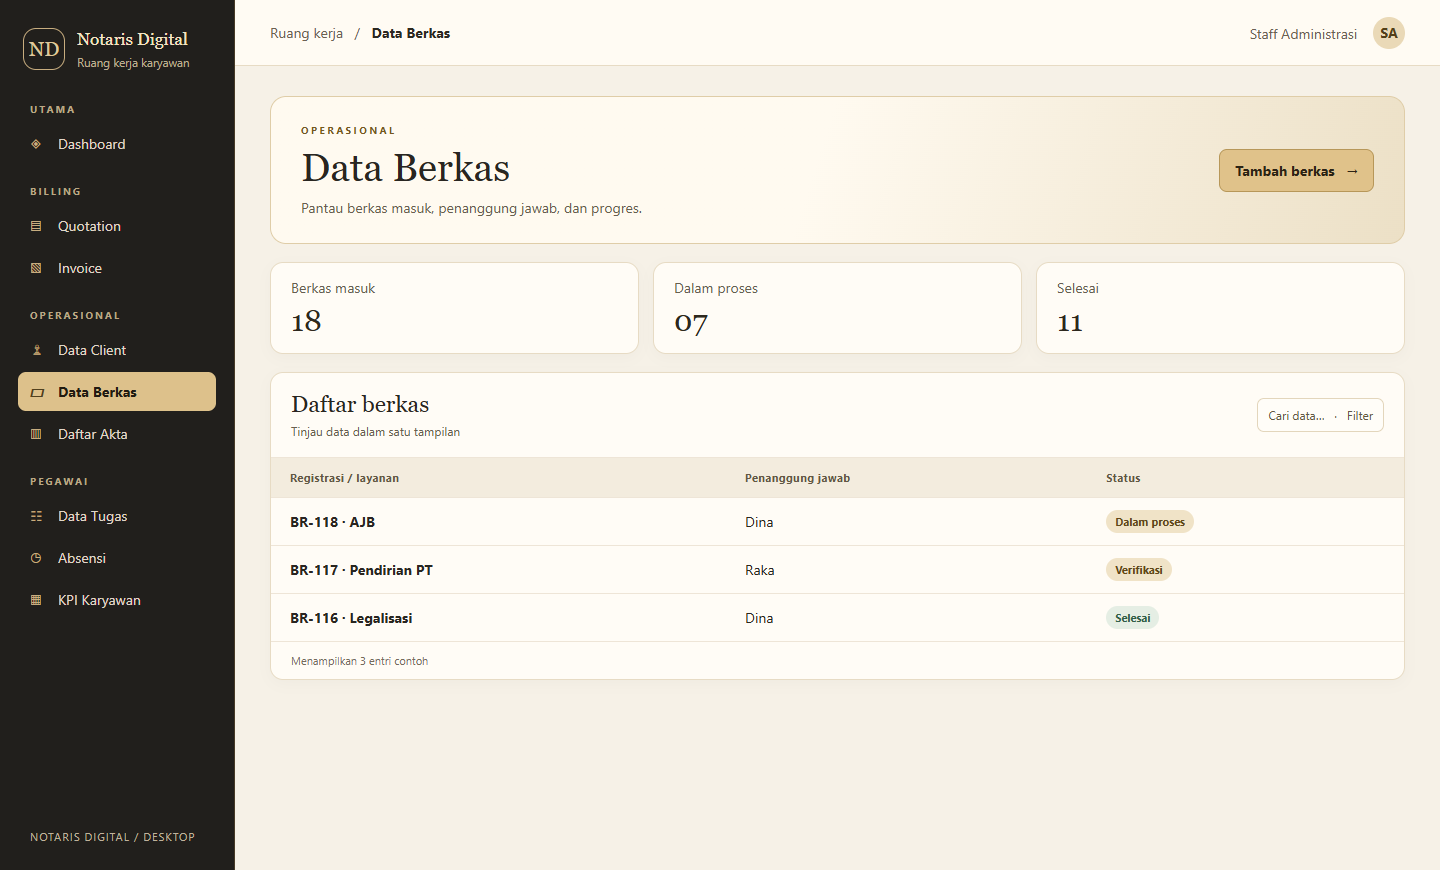 ND
Notaris Digital
Ruang kerja karyawan
UTAMA
Dashboard
BILLING
Quotation
Invoice
OPERASIONAL
Data Client
Data Berkas
Daftar Akta
PEGAWAI
Data Tugas
Absensi
KPI Karyawan
NOTARIS DIGITAL / DESKTOP
Ruang kerja / Data Berkas
Staff Administrasi SA
OPERASIONAL
Data Berkas
Pantau berkas masuk, penanggung jawab, dan progres.
Tambah berkas →
Berkas masuk
18
Dalam proses
07
Selesai
11
Daftar berkas
Tinjau data dalam satu tampilan
Cari data... · Filter
Registrasi / layanan Penanggung jawab Status
BR-118 · AJB Dina Dalam proses
BR-117 · Pendirian PT Raka Verifikasi
BR-116 · Legalisasi Dina Selesai
Menampilkan 3 entri contoh